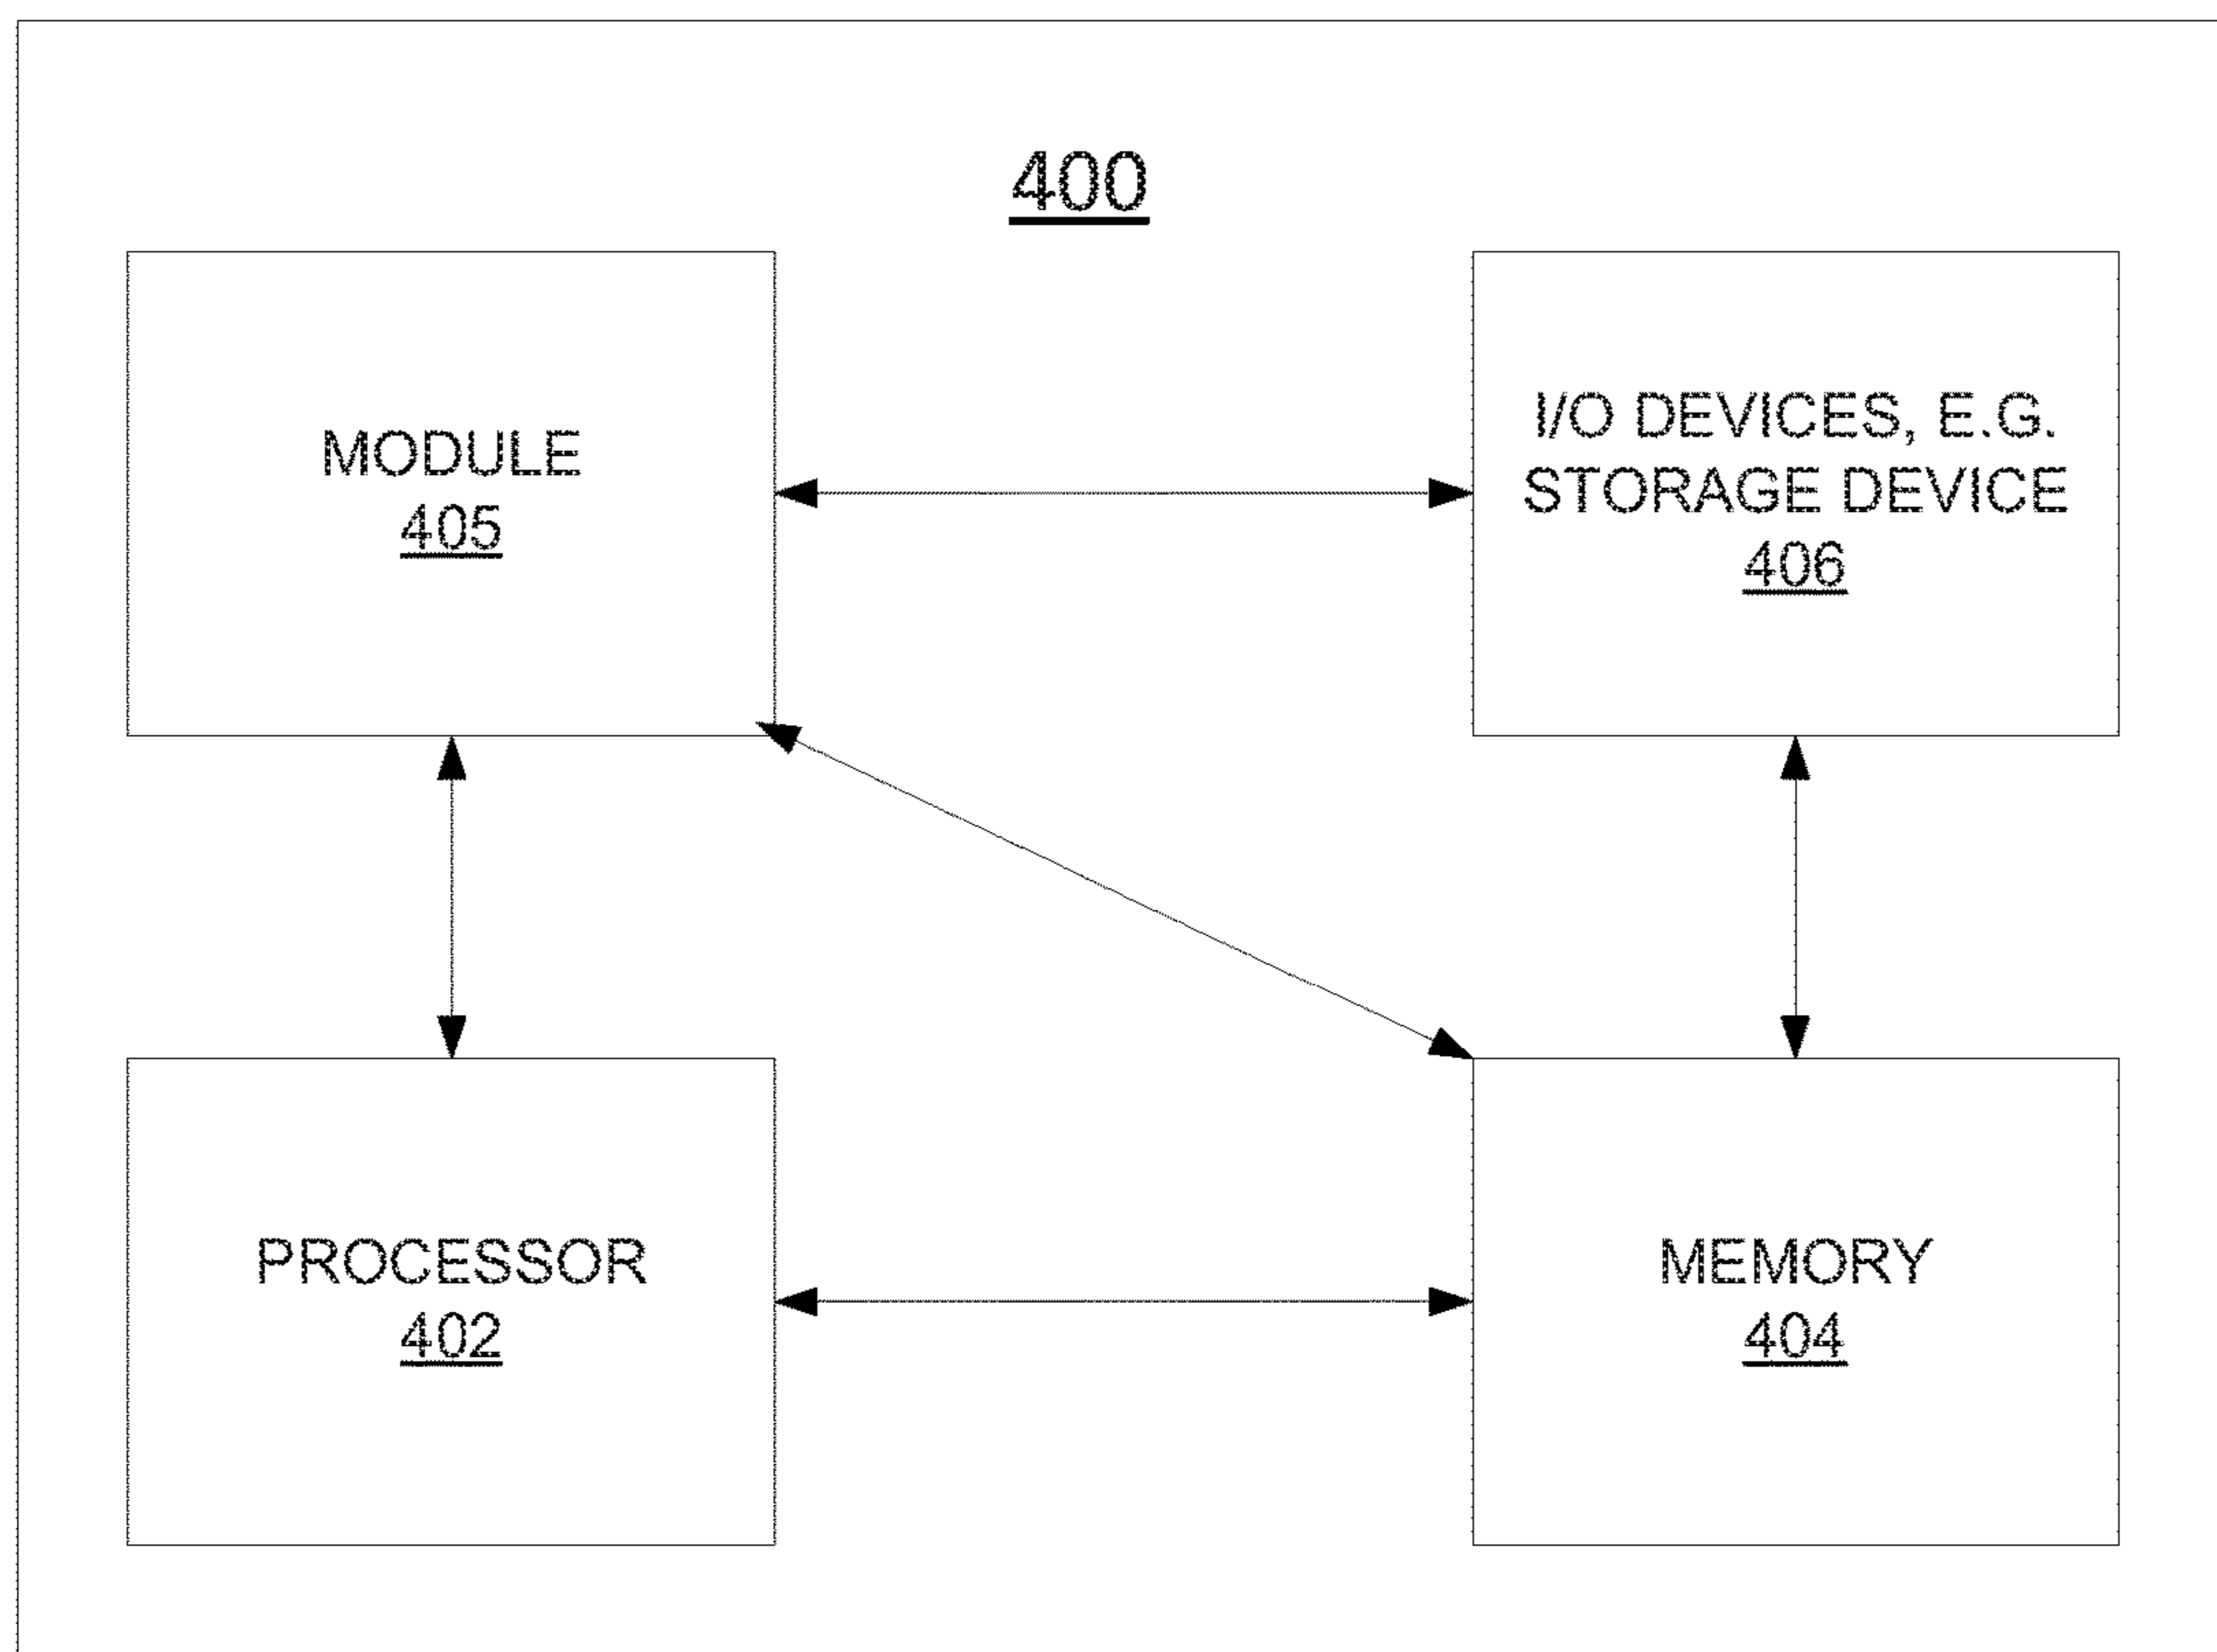 400
MODULE
405
I/O DEVICES, E.G.
STORAGE DEVICE
406
PROCESSOR
402
MEMORY
404